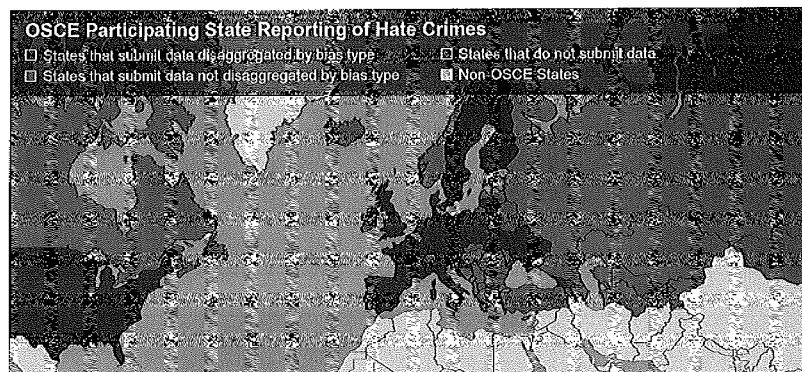 OSCE Participating State Reporting of Hate Crimes
States that submit data disaggregated by bias type
States that do not submit data
States that submit data not disaggregated by bias type
Non-OSCE States